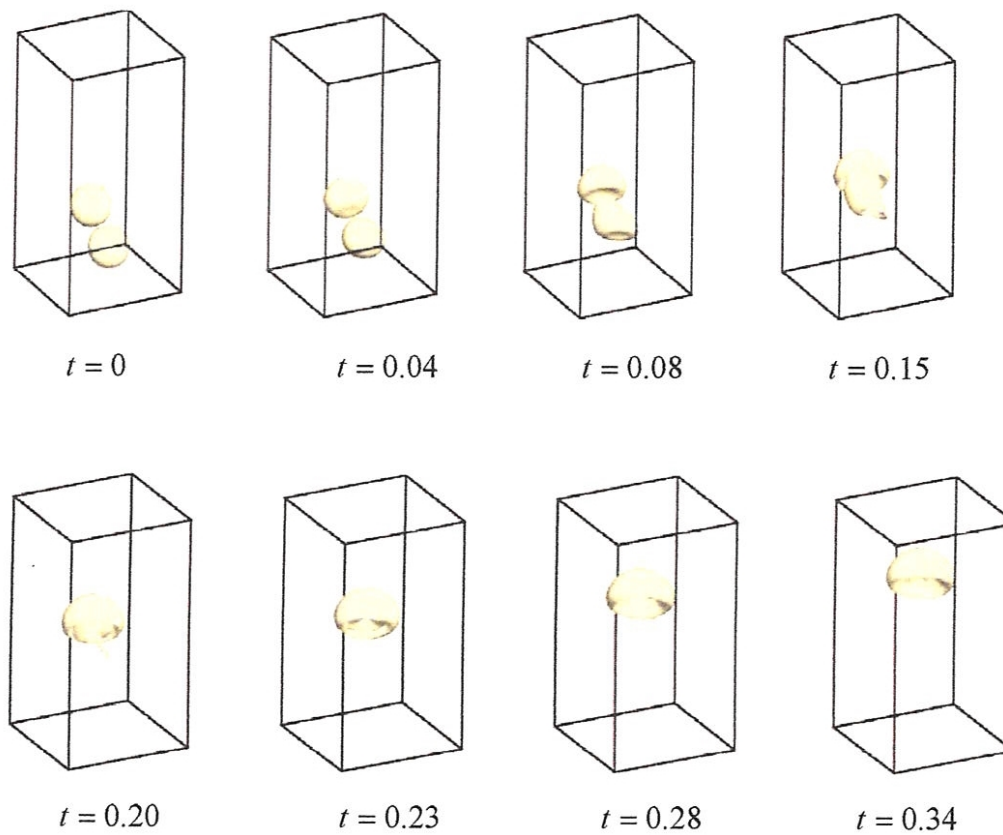 t = 0
t = 0.04
t = 0.08
t = 0.15
t = 0.20
t = 0.23
t = 0.28
t = 0.34